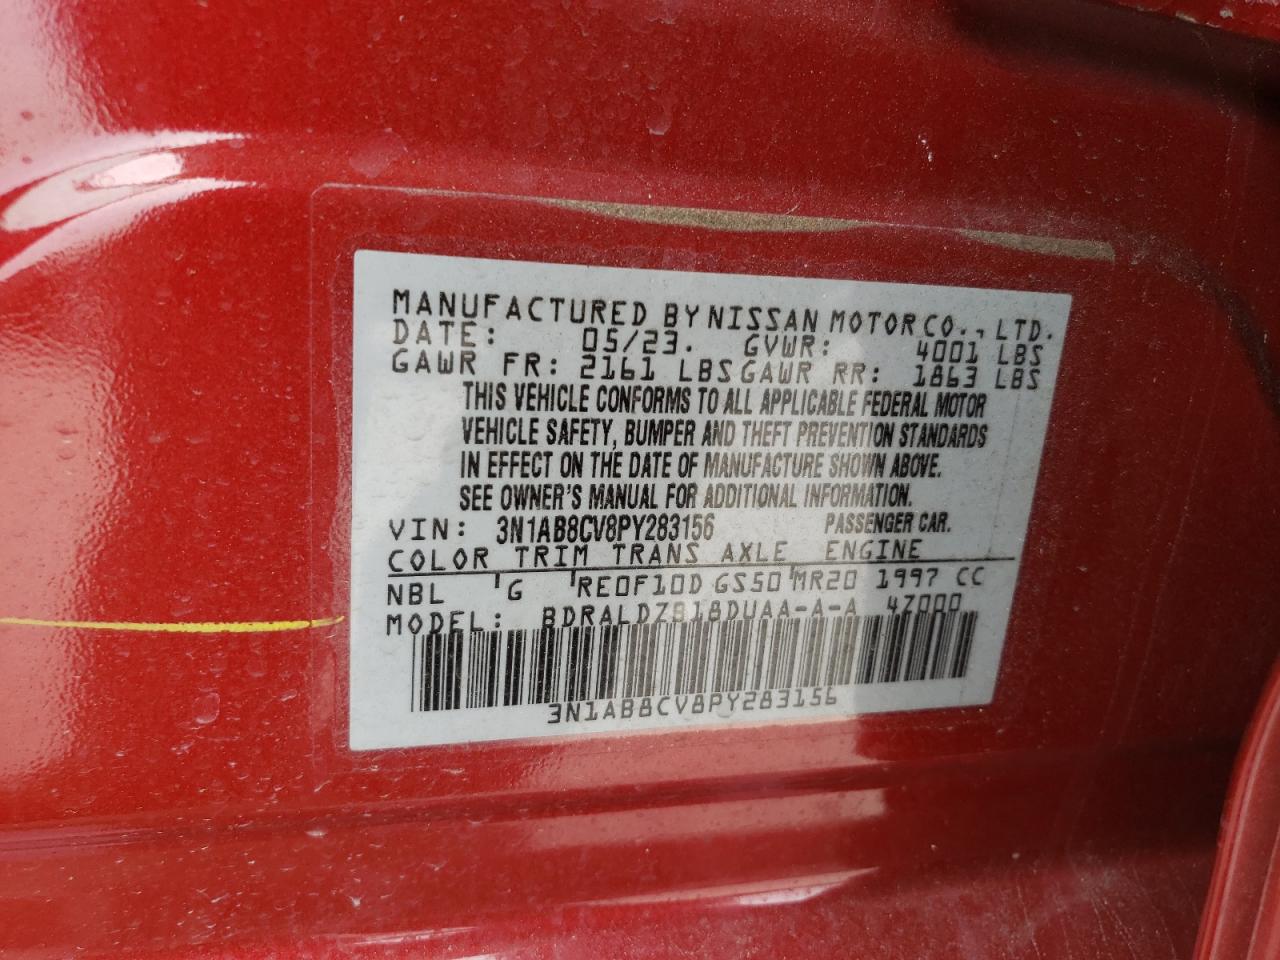 MANUFACTURED BY NISSAN MOTOR CO., LTD.
DATE: 05/23. GVWR: 4001 LBS
GAWR FR: 2161 LBS GAWR RR: 1863 LBS
THIS VEHICLE CONFORMS TO ALL APPLICABLE FEDERAL MOTOR
VEHICLE SAFETY, BUMPER AND THEFT PREVENTION STANDARDS
IN EFFECT ON THE DATE OF MANUFACTURE SHOWN ABOVE.
SEE OWNER'S MANUAL FOR ADDITIONAL INFORMATION.
VIN: 3N1AB8CV8PY283156 PASSENGER CAR.
COLOR TRIM TRANS AXLE ENGINE
NBL 'G 'RE0F10D GS50'MR20 1997 CC
MODEL: BDRALDZ918DUAA-A-A 47000
3N1AB8CV8PY283156